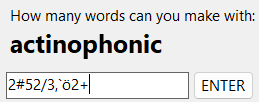 How many words can you make with:
actinophonic
2#52/3,`ö2+
ENTER